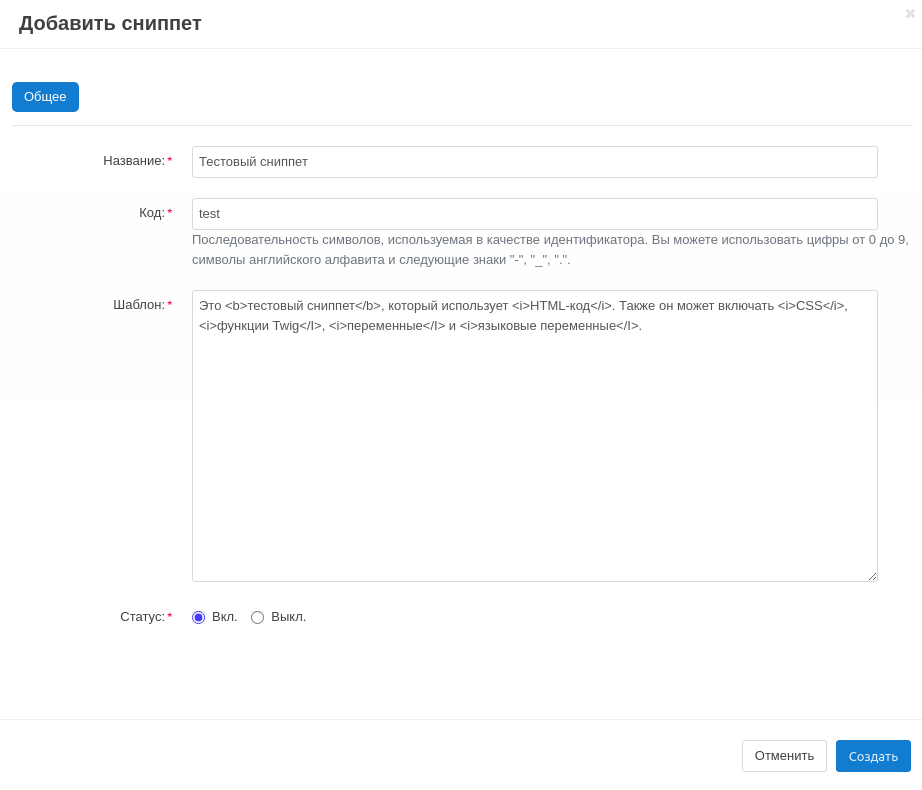 Добавить сниппет
Общее
Название:*
Тестовый сниппет
Код:*
test
Последовательность символов, используемая в качестве идентификатора. Вы можете использовать цифры от 0 до 9,
символы английского алфавита и следующие знаки "-", "_", ".".
Шаблон:*
Это <b>тестовый сниппет</b>, который использует <i>HTML-код</i>. Также он может включать <i>CSS</i>,
<i>функции Twig</I>, <i>переменные</I> и <i>языковые переменные</I>.
Статус:*
Вкл. Выкл.
Отменить Создать